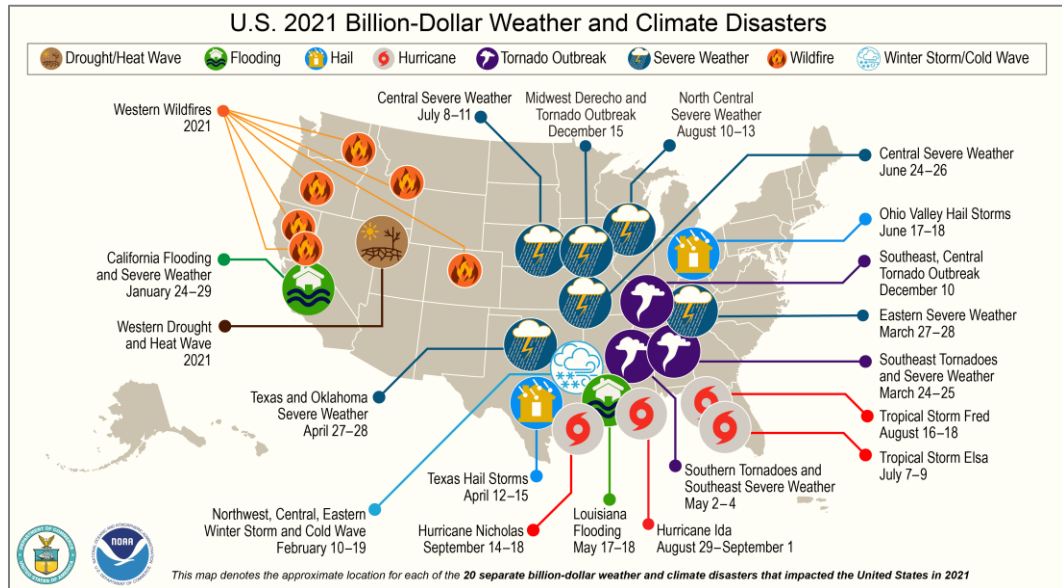 U.S. 2021 Billion-Dollar Weather and Climate Disasters
Drought/Heat Wave
Flooding
Hail
Hurricane
Tornado Outbreak
Severe Weather
Wildfire
Winter Storm/Cold Wave
Western Wildfires
2021
Central Severe Weather
July 8–11
Midwest Derecho and
Tornado Outbreak
December 15
North Central
Severe Weather
August 10–13
Central Severe Weather
June 24–26
Ohio Valley Hail Storms
June 17–18
California Flooding
and Severe Weather
January 24–29
Southeast, Central
Tornado Outbreak
December 10
Eastern Severe Weather
March 27–28
Western Drought
and Heat Wave
2021
Southeast Tornadoes
and Severe Weather
March 24–25
Texas and Oklahoma
Severe Weather
April 27–28
Tropical Storm Fred
August 16–18
Tropical Storm Elsa
July 7–9
Texas Hail Storms
April 12–15
Southern Tornadoes and
Southeast Severe Weather
May 2–4
Northwest, Central, Eastern
Winter Storm and Cold Wave
February 10–19
Hurricane Nicholas
September 14–18
Louisiana
Flooding
May 17–18
Hurricane Ida
August 29–September 1
NOAA
This map denotes the approximate location for each of the 20 separate billion-dollar weather and climate disasters that impacted the United States in 2021